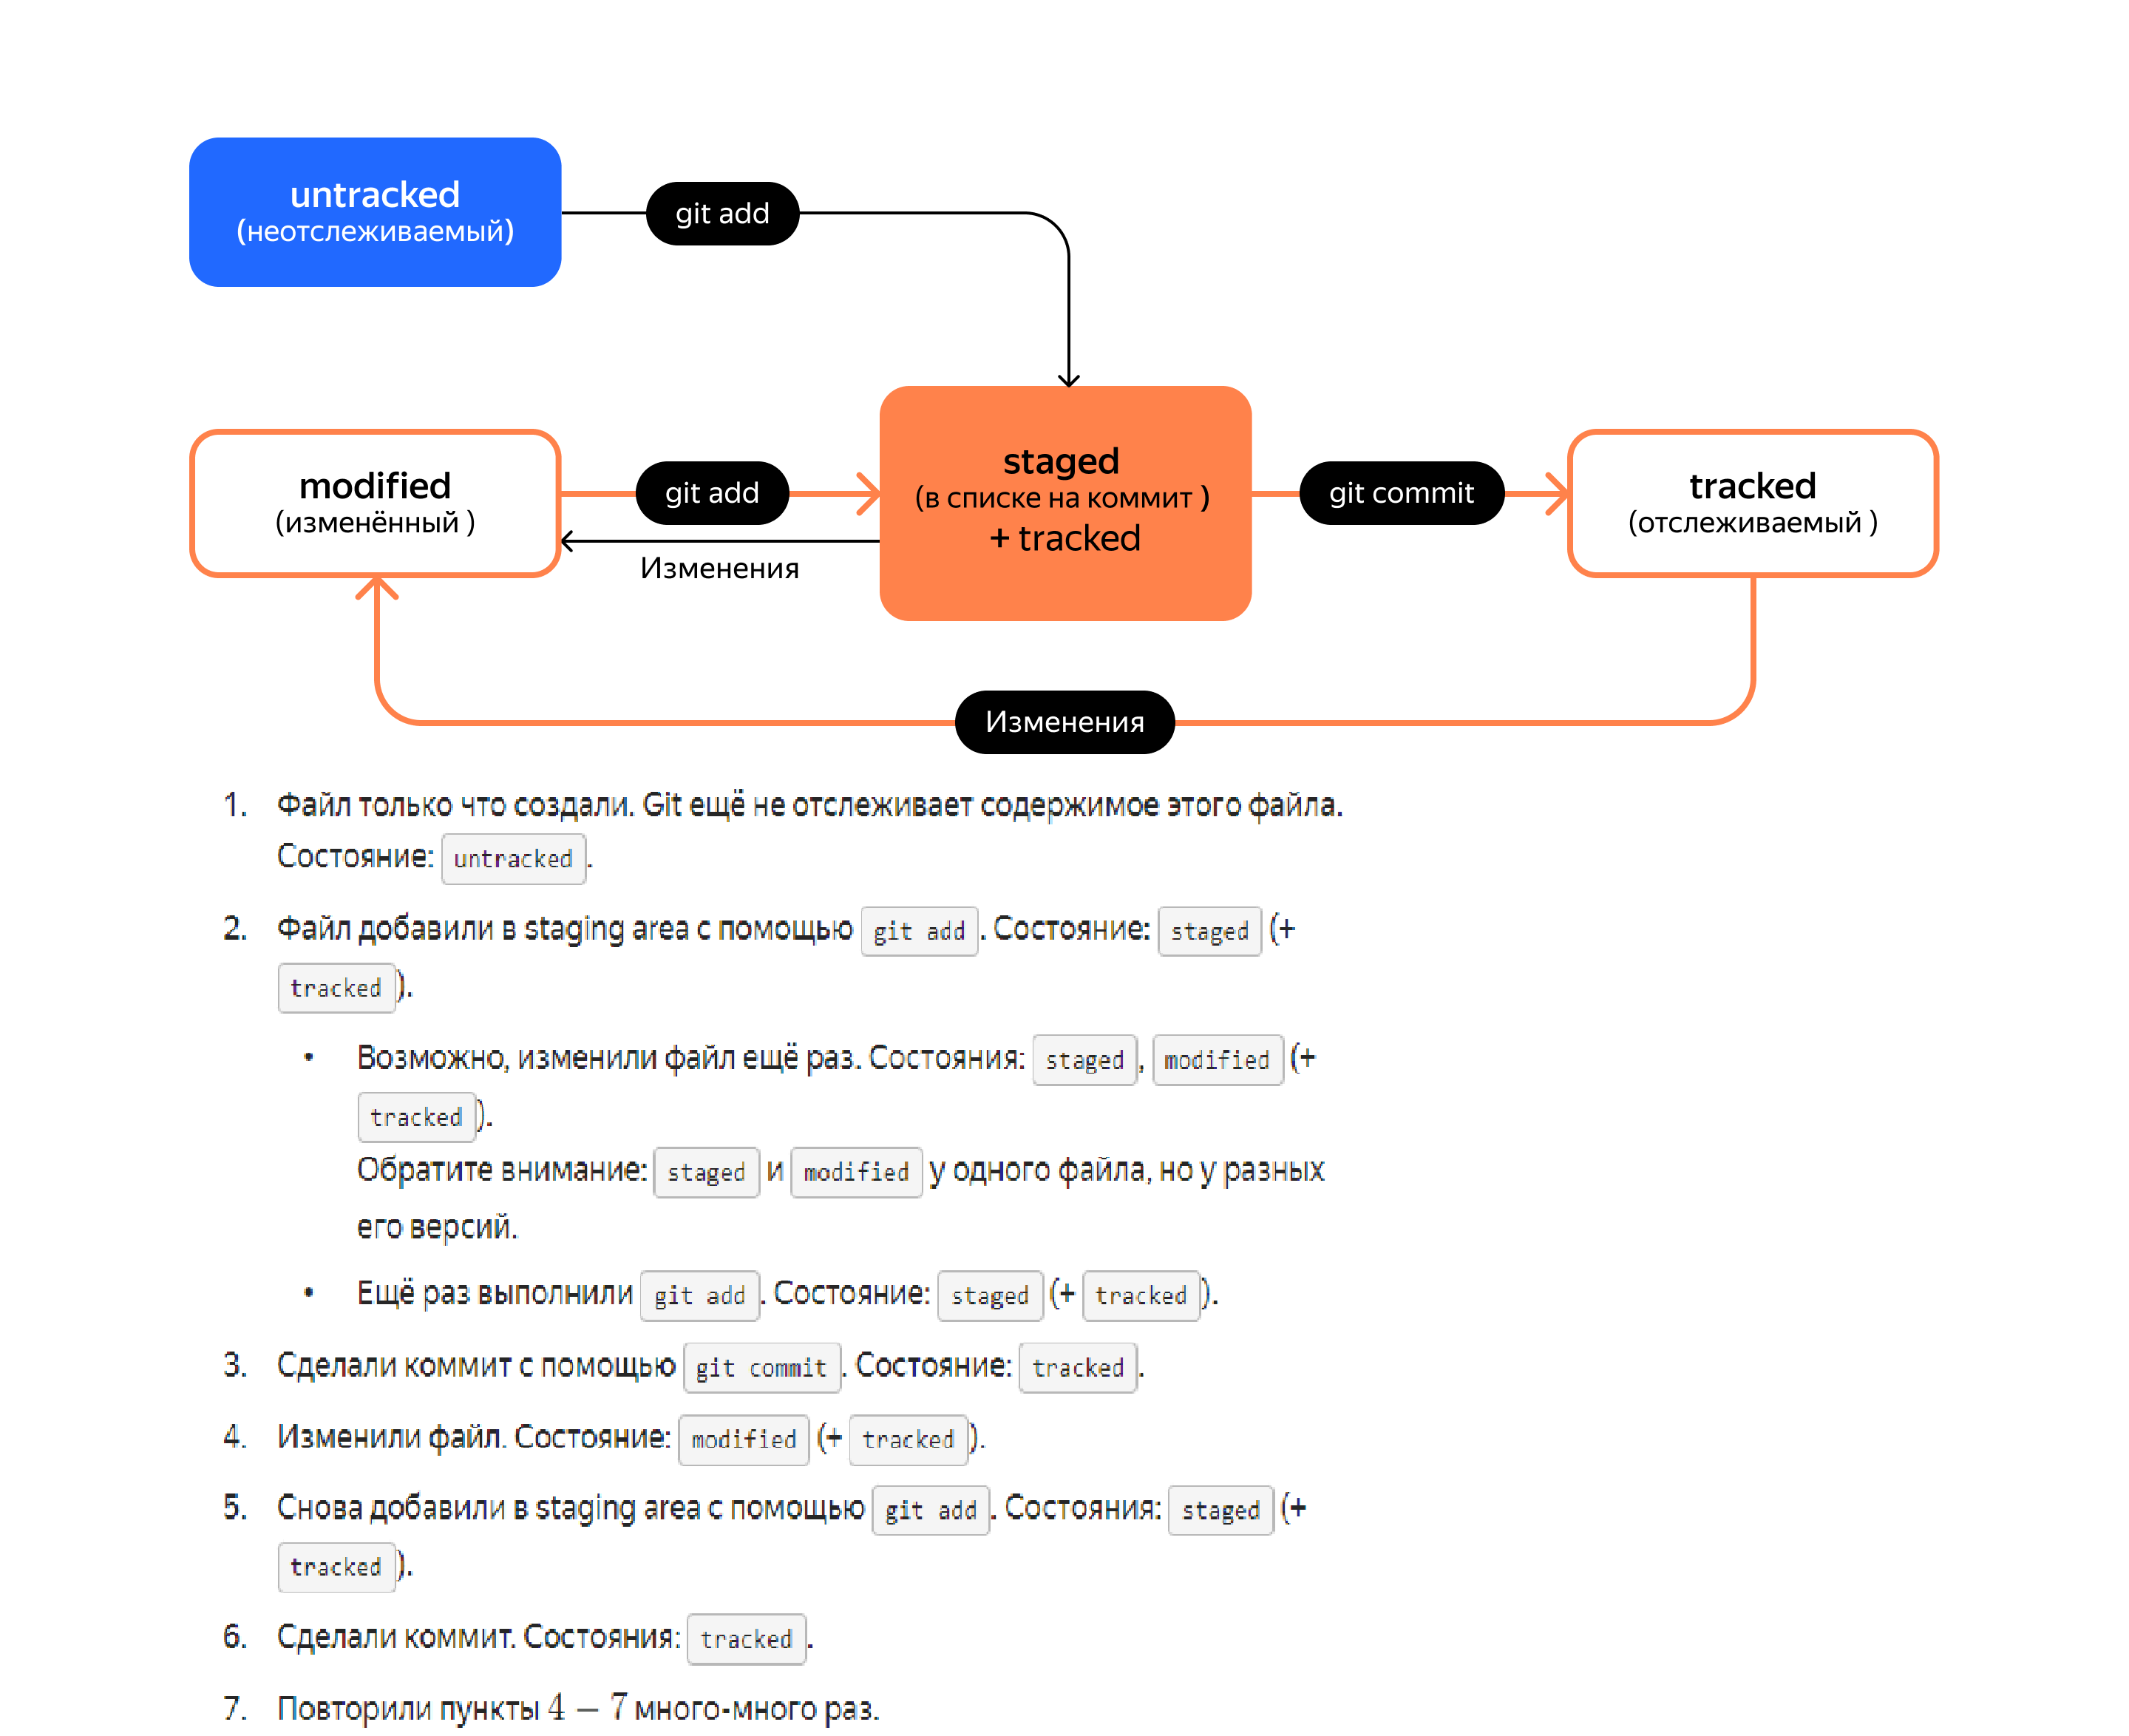 untracked
(неотслеживаемый)
git add
modified
(изменённый )
git add
Изменения
staged
(в списке на коммит )
+ tracked
git commit
tracked
(отслеживаемый )
Изменения
1. Файл только что создали. Git ещё не отслеживает содержимое этого файла.
Состояние: untracked.
2. Файл добавили в staging area с помощью git add. Состояние: staged (+
tracked).
• Возможно, изменили файл ещё раз. Состояния: staged, modified (+
tracked).
Обратите внимание: staged и modified у одного файла, но у разных
его версий.
• Ещё раз выполнили git add. Состояние: staged (+ tracked).
3. Сделали коммит с помощью git commit. Состояние: tracked.
4. Изменили файл. Состояние: modified (+ tracked).
5. Снова добавили в staging area с помощью git add. Состояния: staged (+
tracked).
6. Сделали коммит. Состояния: tracked.
7. Повторили пункты 4 − 7 много-много раз.